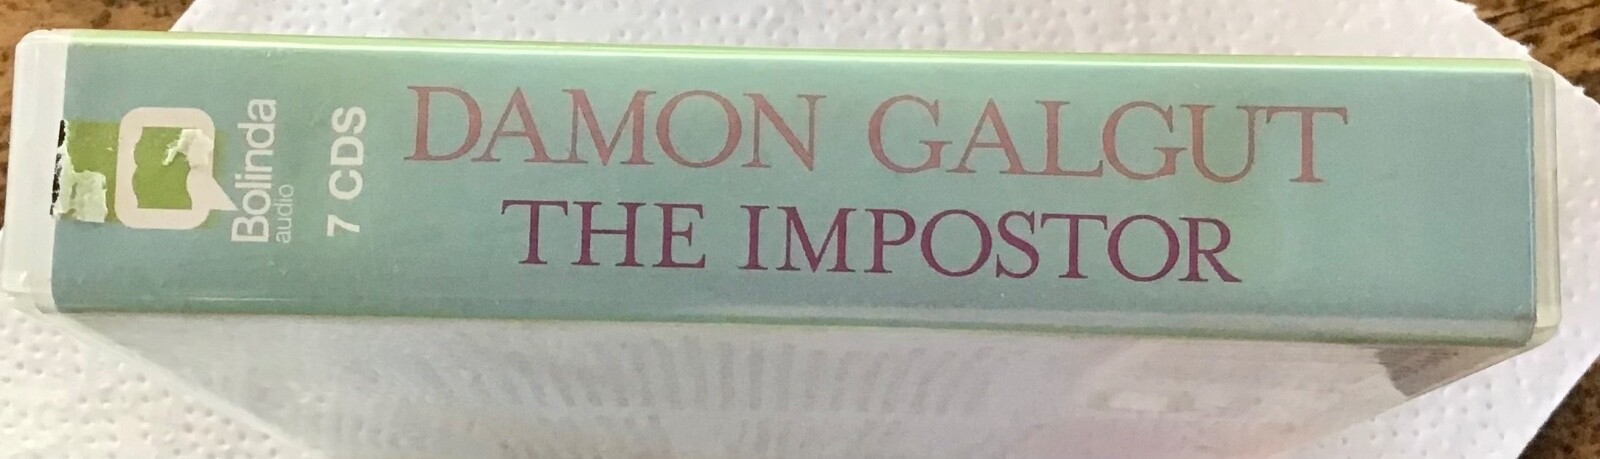 DAMON GALGUT
THE IMPOSTOR
7 CDS
Bolinda
audio